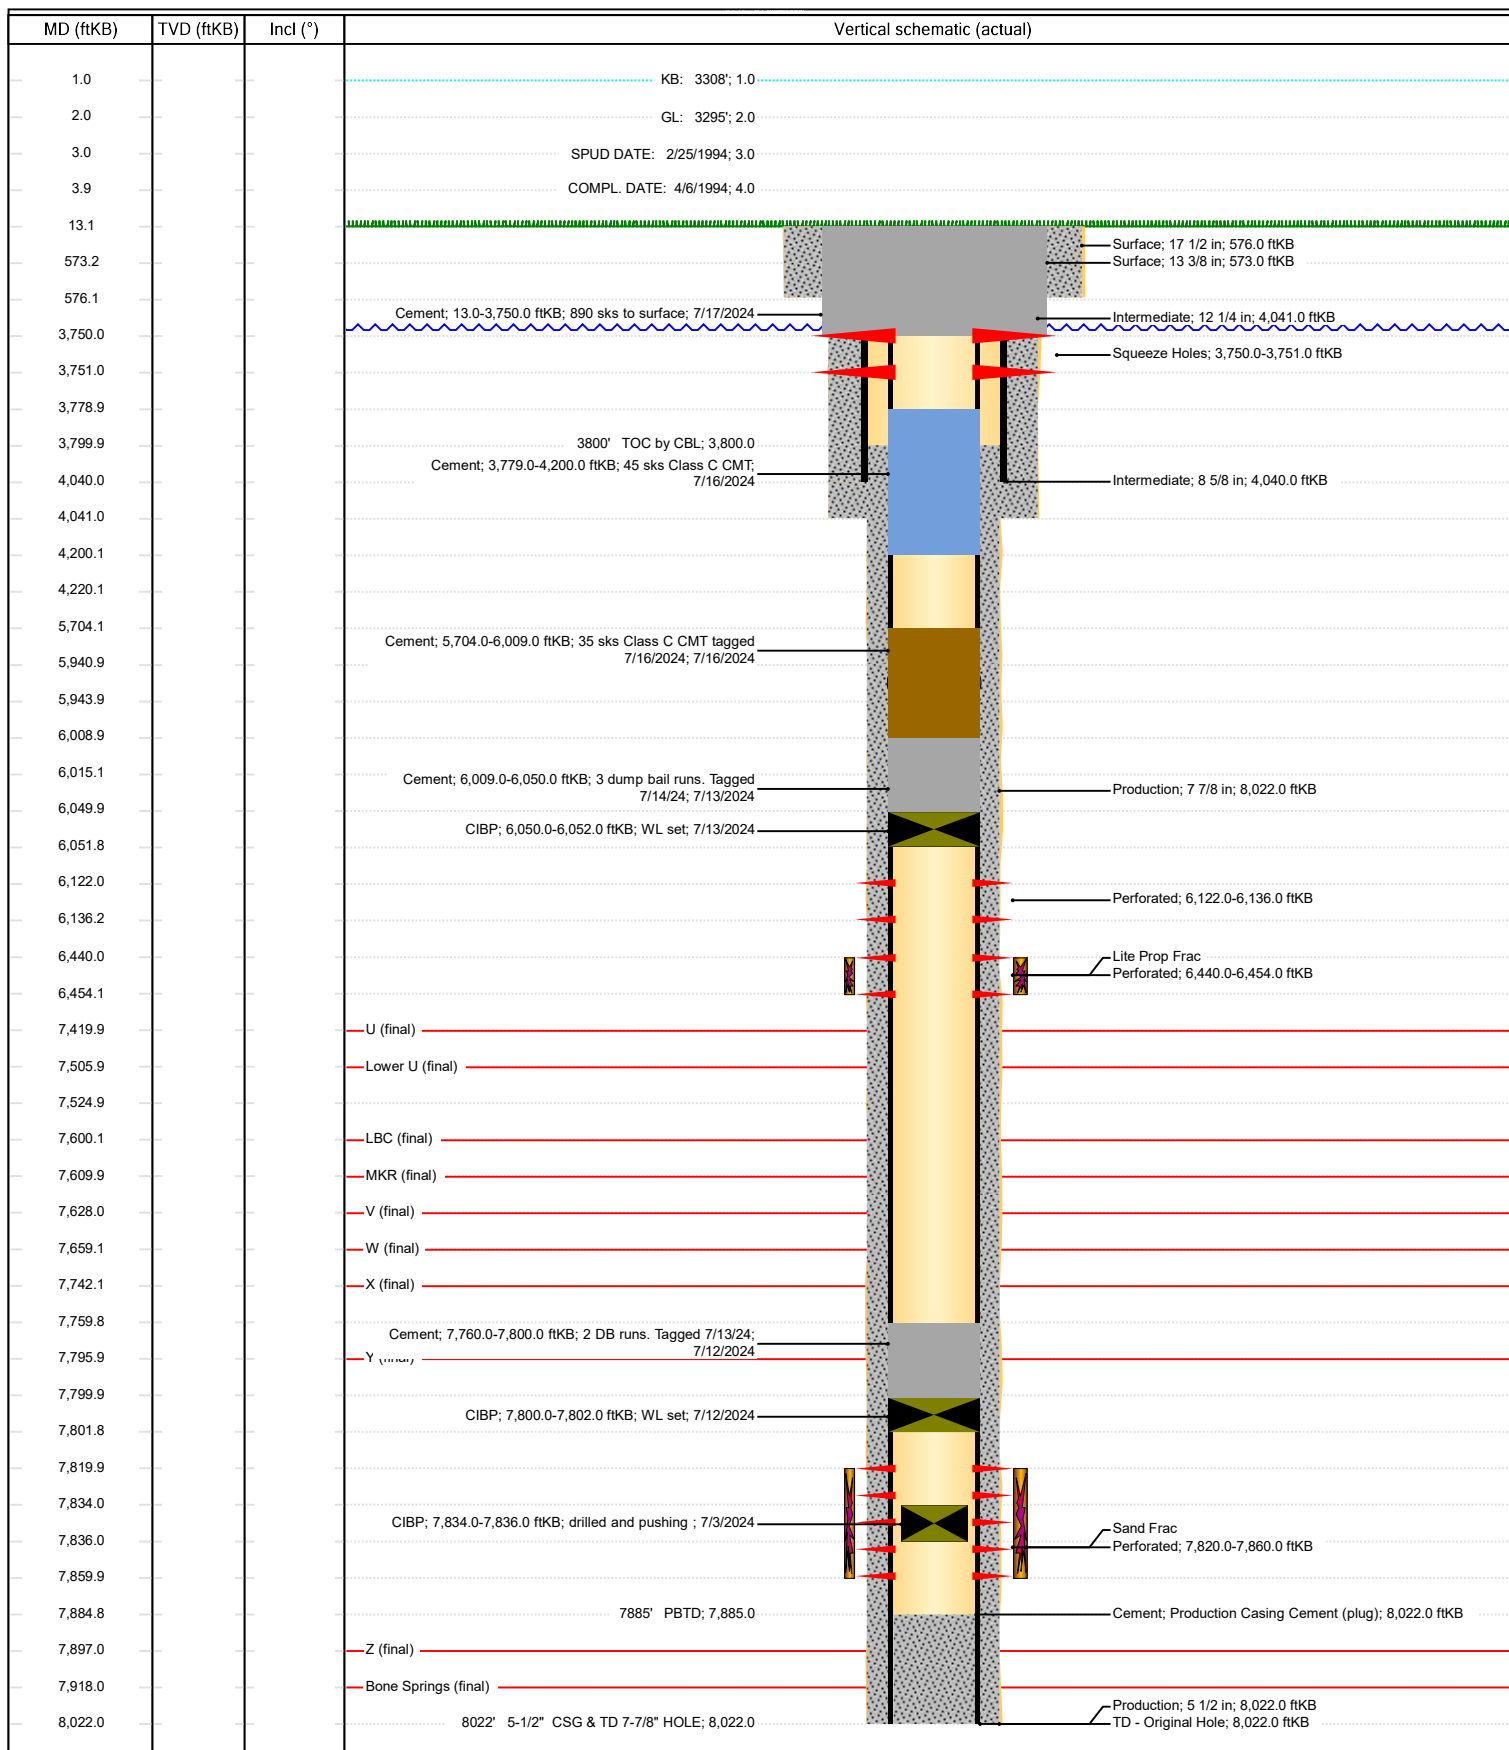 MD (ftKB) TVD (ftKB) Incl (°) Vertical schematic (actual)
1.0 KB: 3308'; 1.0
2.0 GL: 3295'; 2.0
3.0 SPUD DATE: 2/25/1994; 3.0
3.9 COMPL. DATE: 4/6/1994; 4.0
13.1
Surface; 17 1/2 in; 576.0 ftKB
573.2 Surface; 13 3/8 in; 573.0 ftKB
576.1
Cement; 13.0-3,750.0 ftKB; 890 sks to surface; 7/17/2024
Intermediate; 12 1/4 in; 4,041.0 ftKB
3,750.0
Squeeze Holes; 3,750.0-3,751.0 ftKB
3,751.0
3,778.9
3,799.9 3800' TOC by CBL; 3,800.0
Cement; 3,779.0-4,200.0 ftKB; 45 sks Class C CMT;
7/16/2024
4,040.0 Intermediate; 8 5/8 in; 4,040.0 ftKB
4,041.0
4,200.1
4,220.1
5,704.1
Cement; 5,704.0-6,009.0 ftKB; 35 sks Class C CMT tagged
7/16/2024; 7/16/2024
5,940.9
5,943.9
6,008.9
6,015.1
Cement; 6,009.0-6,050.0 ftKB; 3 dump bail runs. Tagged
7/14/24; 7/13/2024
Production; 7 7/8 in; 8,022.0 ftKB
6,049.9
CIBP; 6,050.0-6,052.0 ftKB; WL set; 7/13/2024
6,051.8
6,122.0
Perforated; 6,122.0-6,136.0 ftKB
6,136.2
6,440.0 Lite Prop Frac
Perforated; 6,440.0-6,454.0 ftKB
6,454.1
7,419.9 U (final)
7,505.9 Lower U (final)
7,524.9
7,600.1 LBC (final)
7,609.9 MKR (final)
7,628.0 V (final)
7,659.1 W (final)
7,742.1 X (final)
7,759.8
Cement; 7,760.0-7,800.0 ftKB; 2 DB runs. Tagged 7/13/24;
7/12/2024
7,795.9 Y (final)
7,799.9
CIBP; 7,800.0-7,802.0 ftKB; WL set; 7/12/2024
7,801.8
7,819.9
7,834.0
CIBP; 7,834.0-7,836.0 ftKB; drilled and pushing ; 7/3/2024
Sand Frac
7,836.0 Perforated; 7,820.0-7,860.0 ftKB
7,859.9
7,884.8 7885' PBTD; 7,885.0 Cement; Production Casing Cement (plug); 8,022.0 ftKB
7,897.0 Z (final)
7,918.0 Bone Springs (final)
Production; 5 1/2 in; 8,022.0 ftKB
8,022.0 8022' 5-1/2" CSG & TD 7-7/8" HOLE; 8,022.0 TD - Original Hole; 8,022.0 ftKB